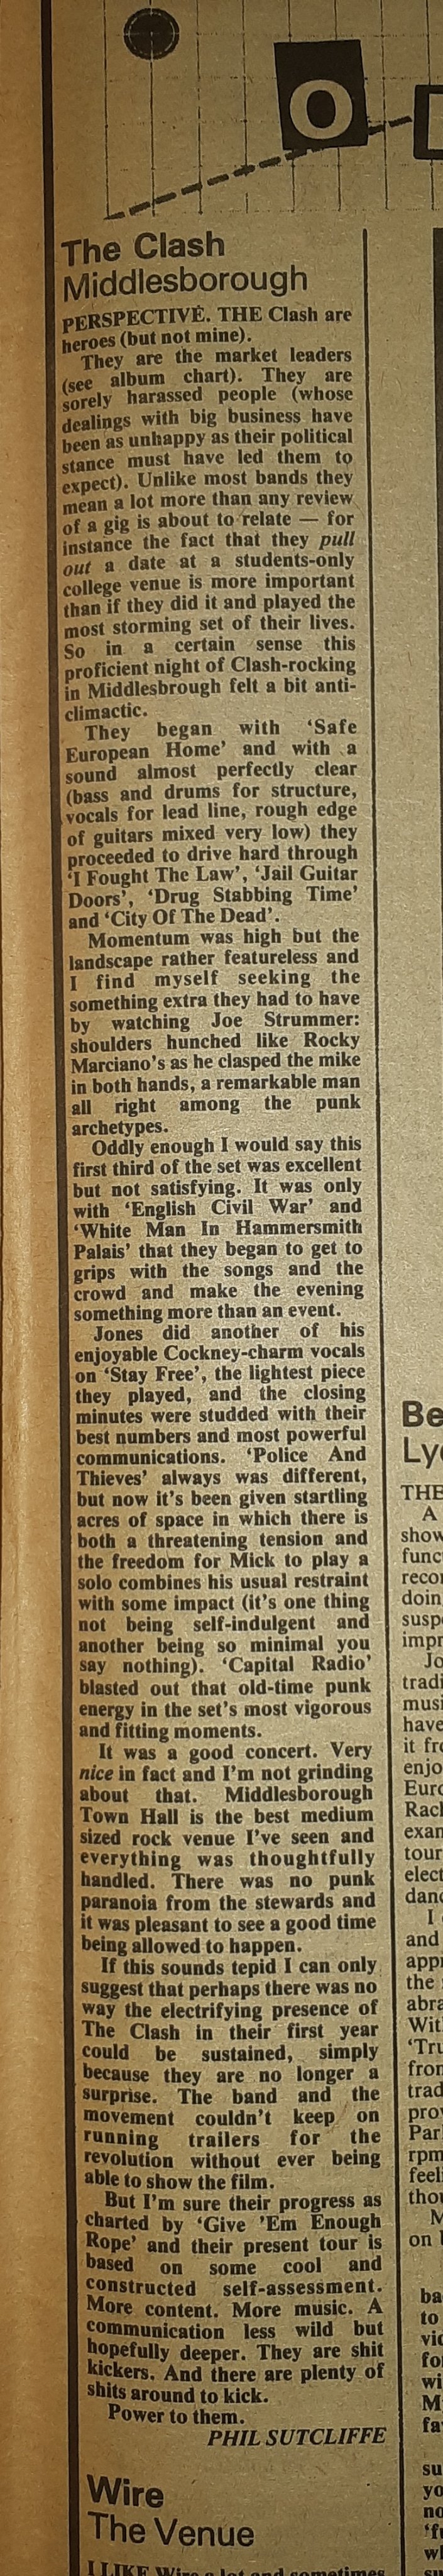 O
The Clash
Middlesborough
PERSPECTIVE. THE Clash are
heroes (but not mine).
They are the market leaders
(see album chart). They are
sorely harassed people (whose
dealings with big business have
been as unhappy as their political
stance must have led them to
expect). Unlike most bands they
mean a lot more than any review
of a gig is about to relate — for
instance the fact that they pull
out a date at a students-only
college venue is more important
than if they did it and played the
most storming set of their lives.
So in a certain sense this
proficient night of Clash-rocking
in Middlesbrough felt a bit anti-
climactic.
They began with ‘Safe
European Home’ and with a
sound almost perfectly clear
(bass and drums for structure,
vocals for lead line, rough edge
of guitars mixed very low) they
proceeded to drive hard through
‘I Fought The Law’, ‘Jail Guitar
Doors’, ‘Drug Stabbing Time’
and ‘City Of The Dead’.
Momentum was high but the
landscape rather featureless and
I find myself seeking the
something extra they had to have
by watching Joe Strummer:
shoulders hunched like Rocky
Marciano’s as he clasped the mike
in both hands, a remarkable man
all right among the punk
archetypes.
Oddly enough I would say this
first third of the set was excellent
but not satisfying. It was only
with ‘English Civil War’ and
‘White Man In Hammersmith
Palais’ that they began to get to
grips with the songs and the
crowd and make the evening
something more than an event.
Jones did another of his
enjoyable Cockney-charm vocals
on ‘Stay Free’, the lightest piece
they played, and the closing
minutes were studded with their
best numbers and most powerful
communications. ‘Police And
Thieves’ always was different,
but now it’s been given startling
acres of space in which there is
both a threatening tension and
the freedom for Mick to play a
solo combines his usual restraint
with some impact (it’s one thing
not being self-indulgent and
another being so minimal you
say nothing). ‘Capital Radio’
blasted out that old-time punk
energy in the set’s most vigorous
and fitting moments.
It was a good concert. Very
nice in fact and I’m not grinding
about that. Middlesborough
Town Hall is the best medium
sized rock venue I’ve seen and
everything was thoughtfully
handled. There was no punk
paranoia from the stewards and
it was pleasant to see a good time
being allowed to happen.
If this sounds tepid I can only
suggest that perhaps there was no
way the electrifying presence of
The Clash in their first year
could be sustained, simply
because they are no longer a
surprise. The band and the
movement couldn’t keep on
running trailers for the
revolution without ever being
able to show the film.
But I’m sure their progress as
charted by ‘Give ’Em Enough
Rope’ and their present tour is
based on some cool and
constructed self-assessment.
More content. More music. A
communication less wild but
hopefully deeper. They are shit
kickers. And there are plenty of
shits around to kick.
Power to them.
PHIL SUTCLIFFE
Wire
The Venue
I LIKE Wire a lot and sometimes
Be
THE
A
show
func